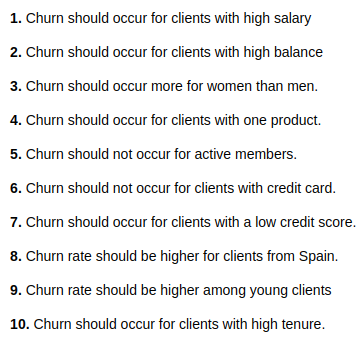 1. Churn should occur for clients with high salary
2. Churn should occur for clients with high balance
3. Churn should occur more for women than men.
4. Churn should occur for clients with one product.
5. Churn should not occur for active members.
6. Churn should not occur for clients with credit card.
7. Churn should occur for clients with a low credit score.
8. Churn rate should be higher for clients from Spain.
9. Churn rate should be higher among young clients
10. Churn should occur for clients with high tenure.